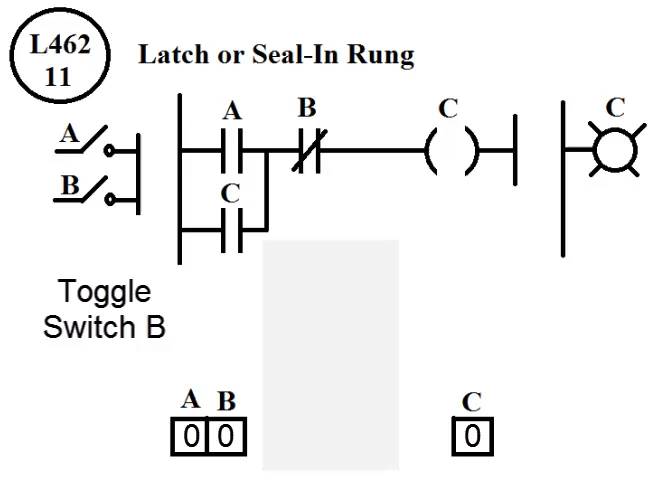 L462
11
Latch or Seal-In Rung
A
B
C
C
A
B
C
Toggle
Switch B
A B
C
0 0
0